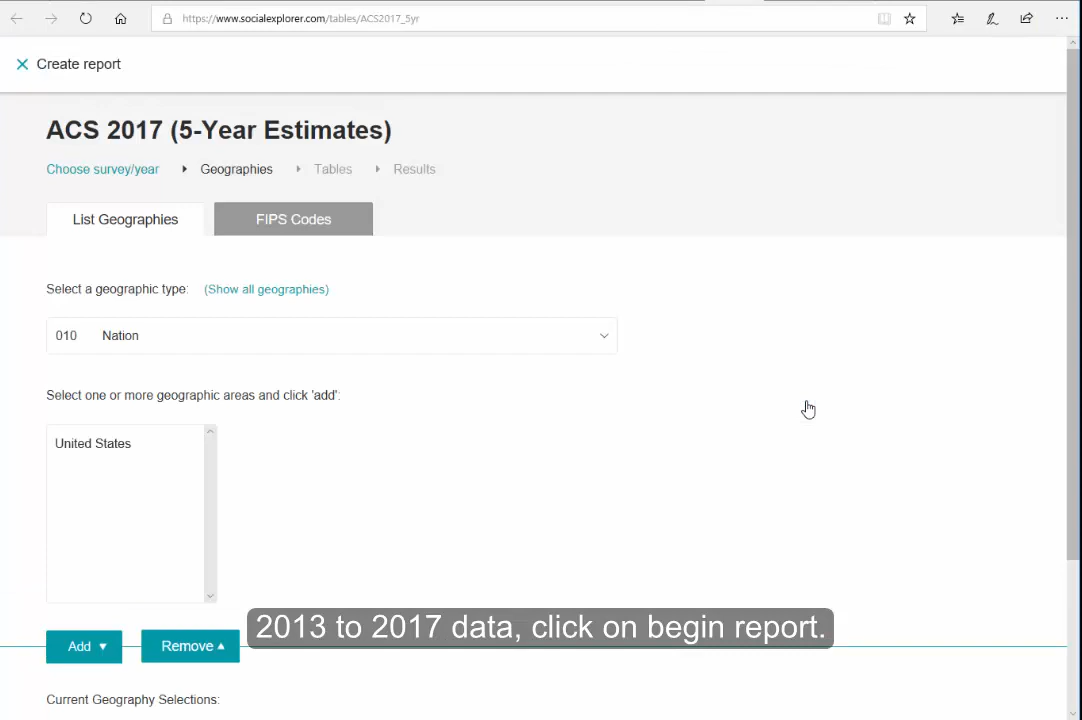 https://www.socialexplorer.com/tables/ACS2017_5yr
Create report
ACS 2017 (5-Year Estimates)
Choose survey/year Geographies Tables Results
List Geographies FIPS Codes
Select a geographic type: (Show all geographies)
010 Nation
Select one or more geographic areas and click 'add':
United States
2013 to 2017 data, click on begin report.
Add Remove
Current Geography Selections: